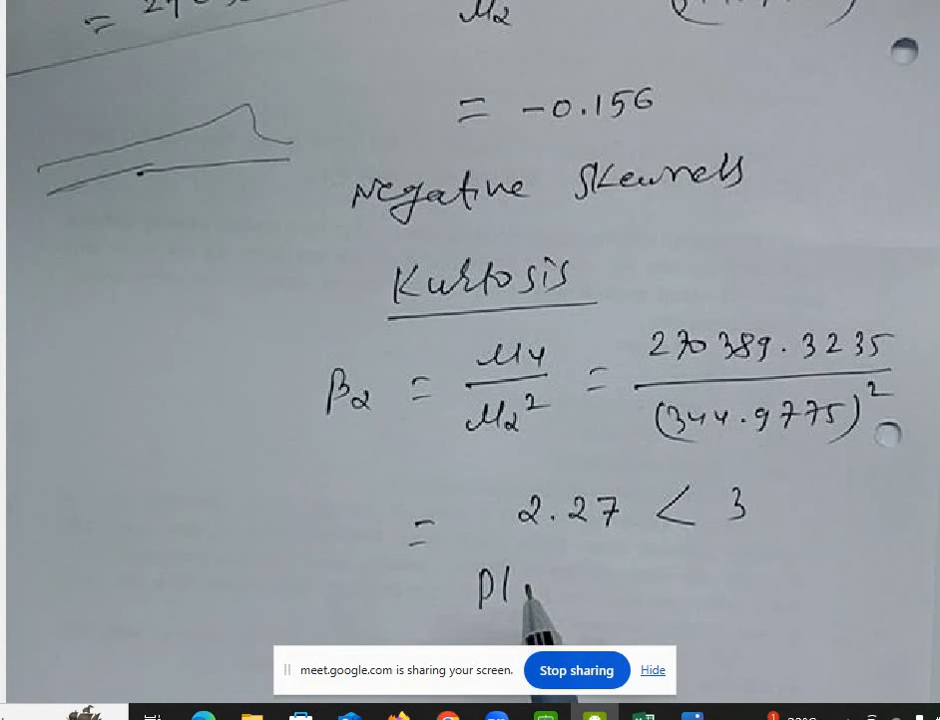 =
μ2
= -0.156
Negative Skewness
Kurtosis
β2 = μ4 / μ2² = 270389.3235 / (344.9775)²
= 2.27 < 3
Pl
meet.google.com is sharing your screen. Stop sharing Hide